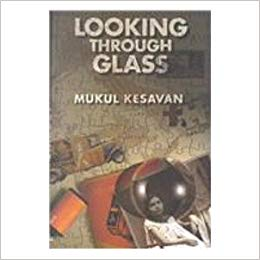 LOOKING
THROUGH
GLASS
MUKUL KESAVAN